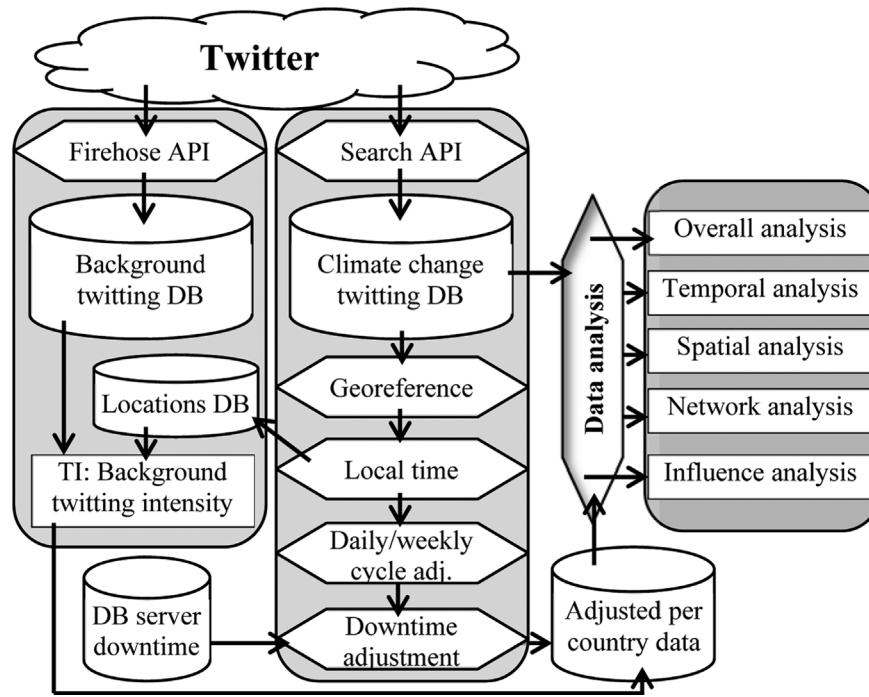 Twitter
Firehose API
Search API
Background
twitting DB
Climate change
twitting DB
Locations DB
Georeference
TI: Background
twitting intensity
Local time
Daily/weekly
cycle adj.
DB server
downtime
Downtime
adjustment
Adjusted per
country data
Data analysis
Overall analysis
Temporal analysis
Spatial analysis
Network analysis
Influence analysis